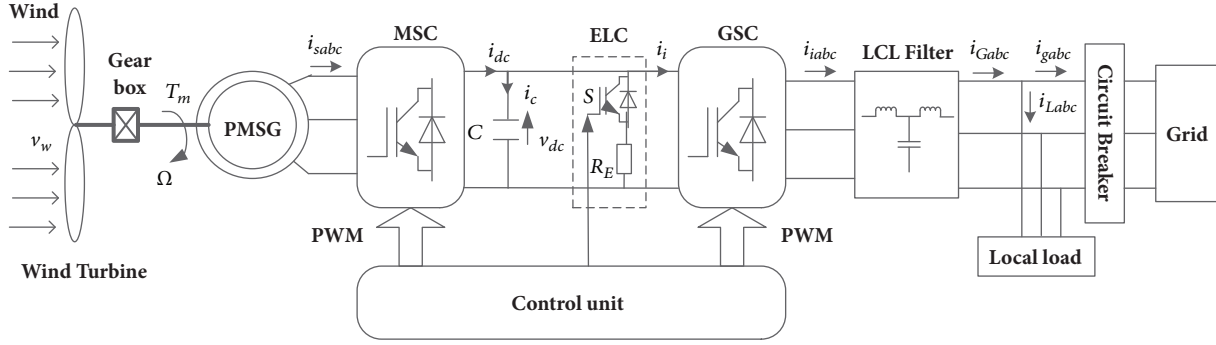 Wind
Gear
box
T_m
v_w
Ω
Wind Turbine
PMSG
i_sabc
MSC
i_dc
i_c
C
v_dc
ELC
S
R_E
i_i
GSC
i_iabc
LCL Filter
i_Gabc
i_gabc
i_Labc
Circuit Breaker
Grid
PWM
PWM
Local load
Control unit